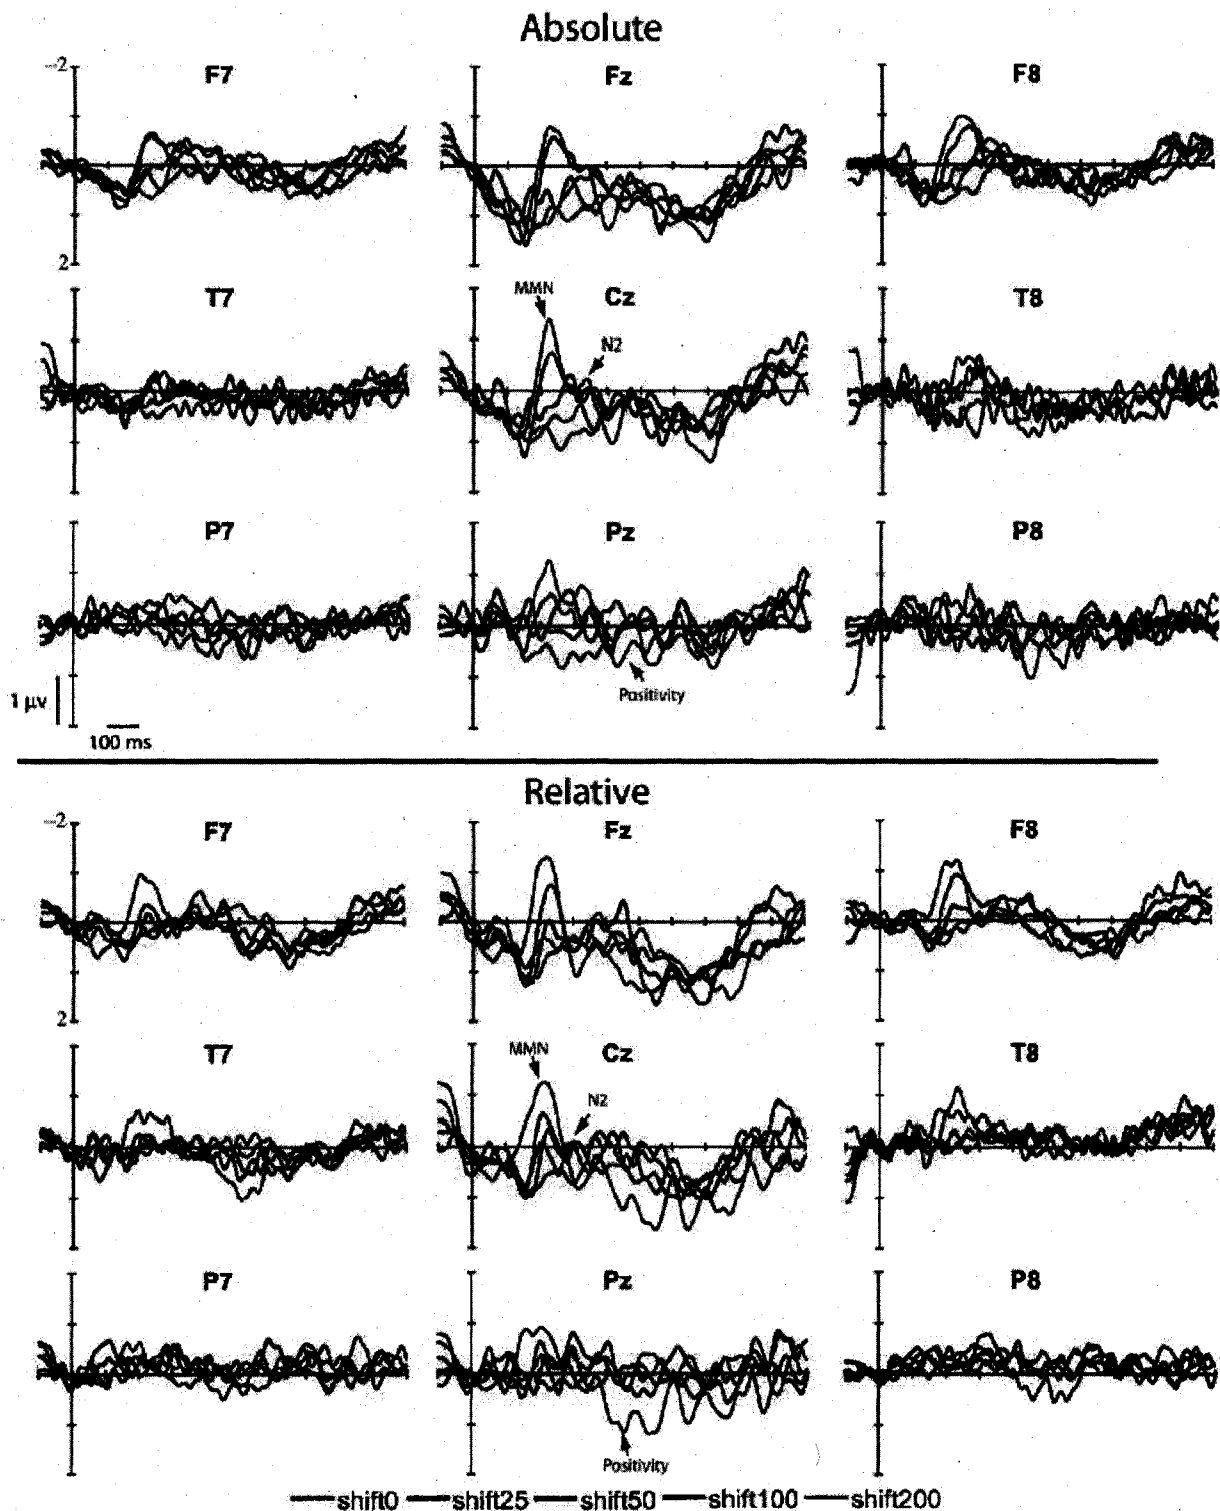 Absolute
−2
F7
Fz
F8
2
T7
MMN
Cz
N2
T8
P7
Pz
P8
Positivity
1 μv
100 ms
Relative
−2
F7
Fz
F8
2
T7
MMN
Cz
N2
T8
P7
Pz
P8
Positivity
shift0 shift25 shift50 shift100 shift200